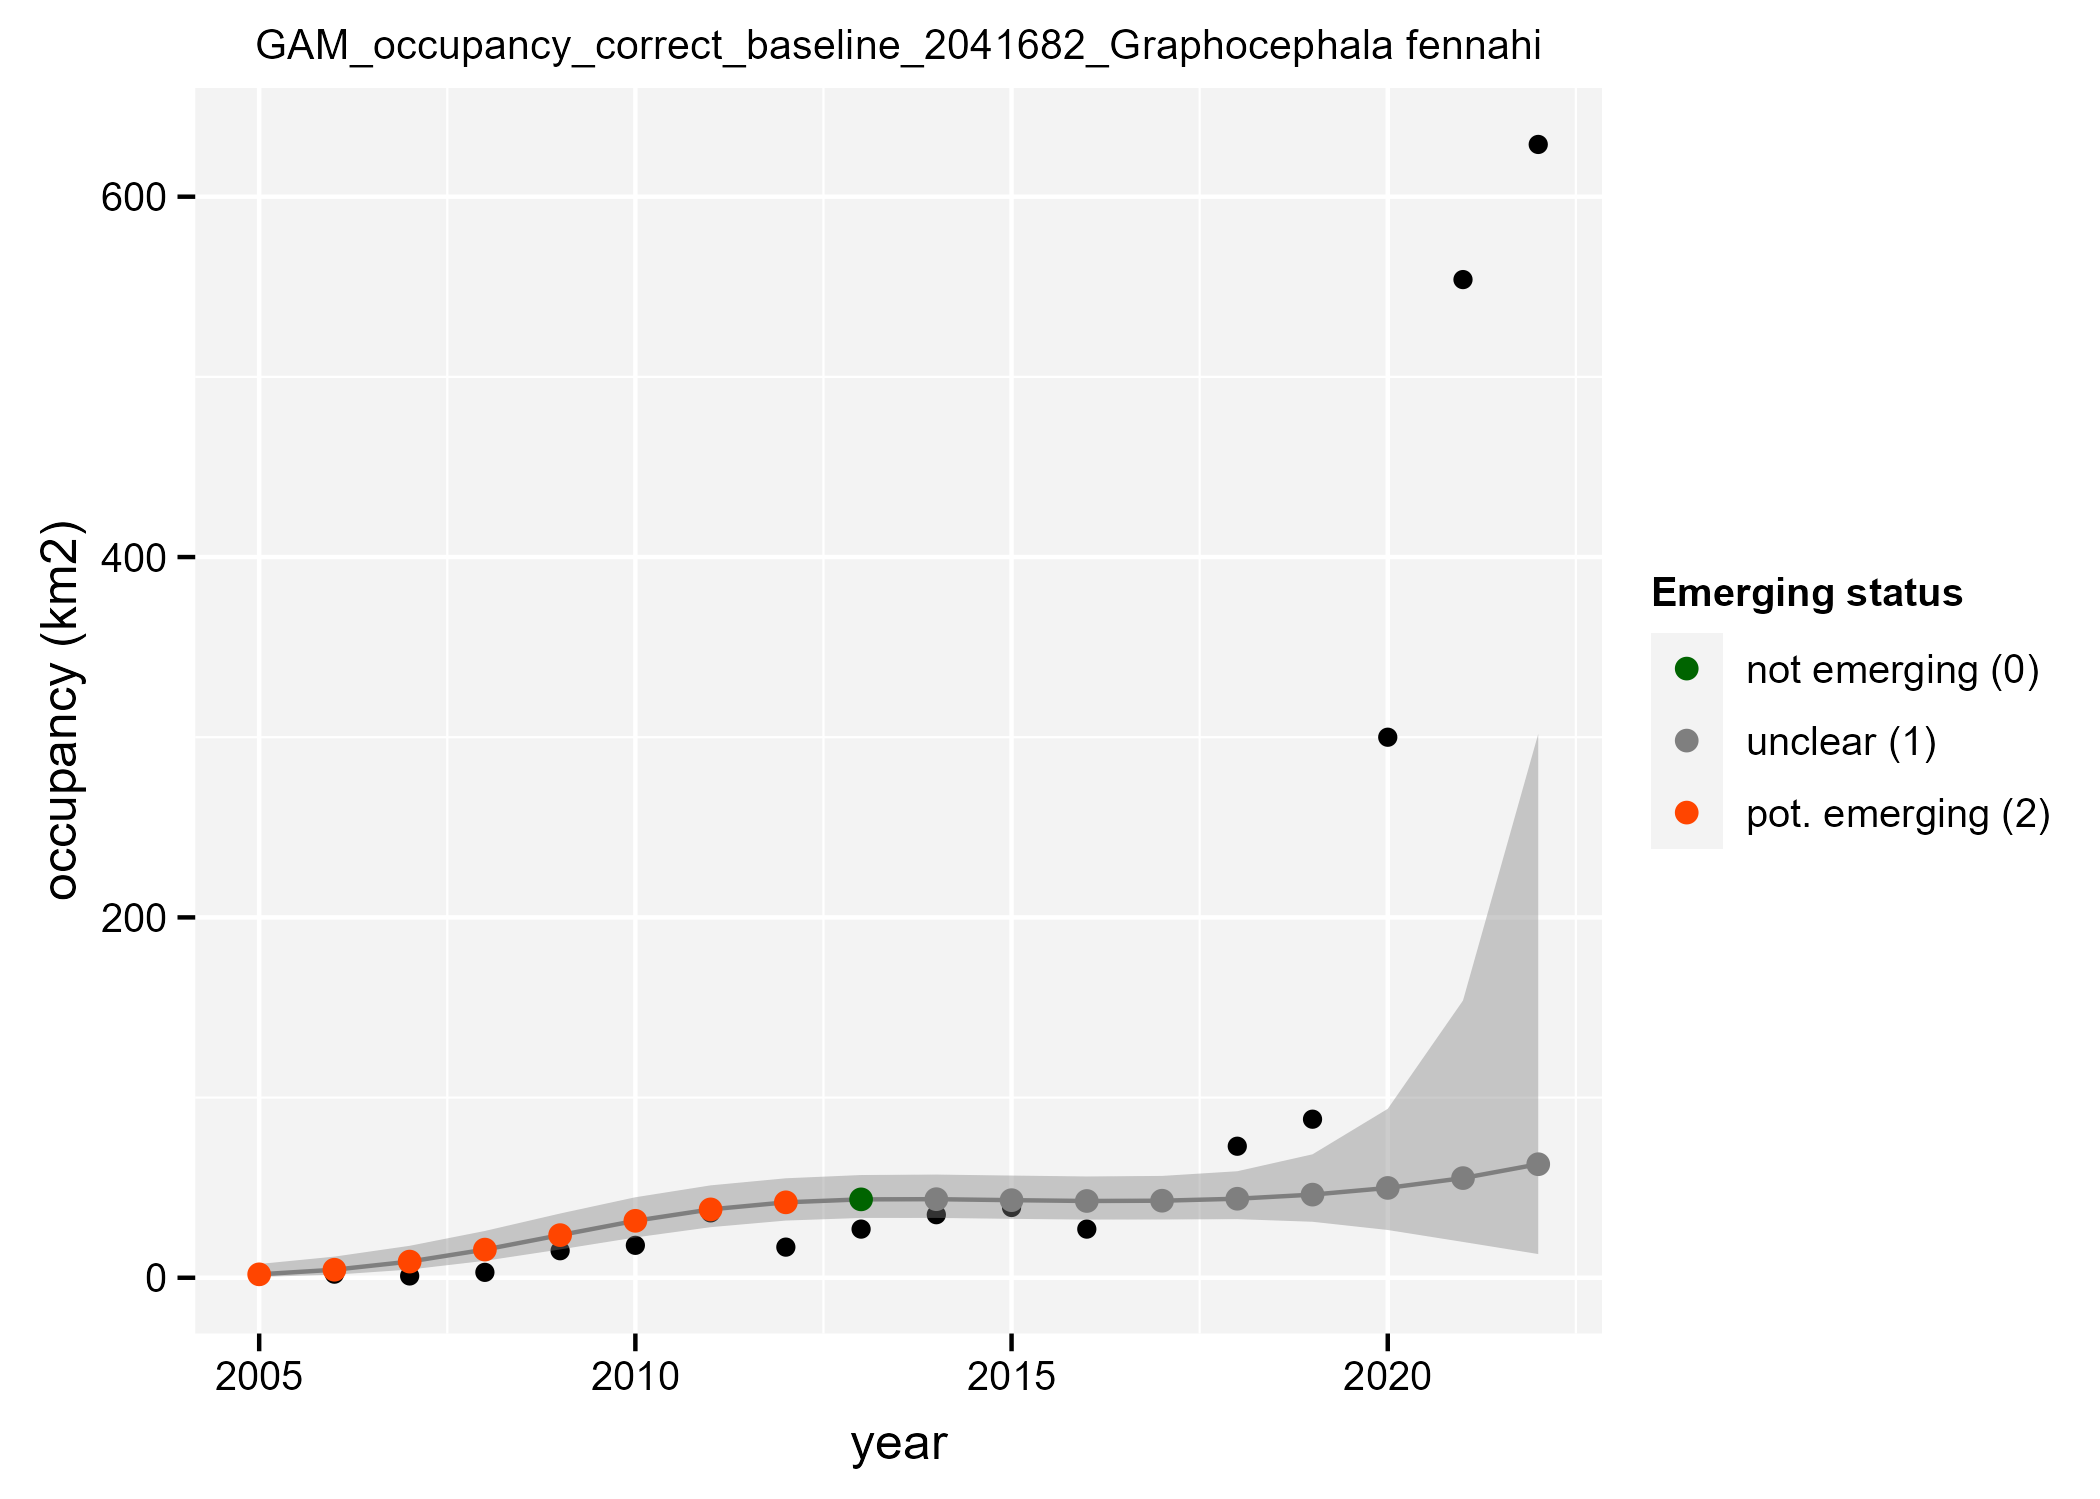 GAM_occupancy_correct_baseline_2041682_Graphocephala fennahi
occupancy (km2)
600
400
200
0
2005 2010 2015 2020
year
Emerging status
not emerging (0)
unclear (1)
pot. emerging (2)